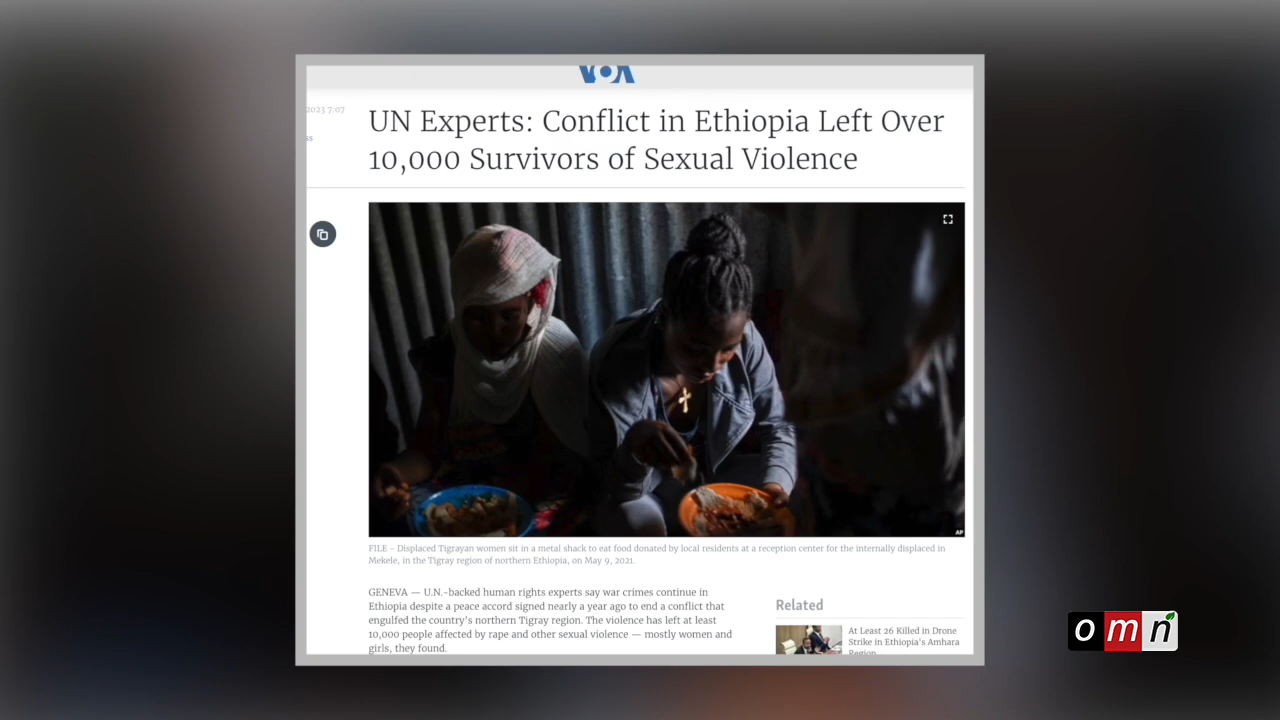 VOA
2023 7:07
ss
UN Experts: Conflict in Ethiopia Left Over
10,000 Survivors of Sexual Violence
AP
FILE - Displaced Tigrayan women sit in a metal shack to eat food donated by local residents at a reception center for the internally displaced in
Mekele, in the Tigray region of northern Ethiopia, on May 9, 2021.
GENEVA — U.N.-backed human rights experts say war crimes continue in
Ethiopia despite a peace accord signed nearly a year ago to end a conflict that
engulfed the country's northern Tigray region. The violence has left at least
10,000 people affected by rape and other sexual violence — mostly women and
girls, they found.
Related
At Least 26 Killed in Drone
Strike in Ethiopia's Amhara
Region
omn